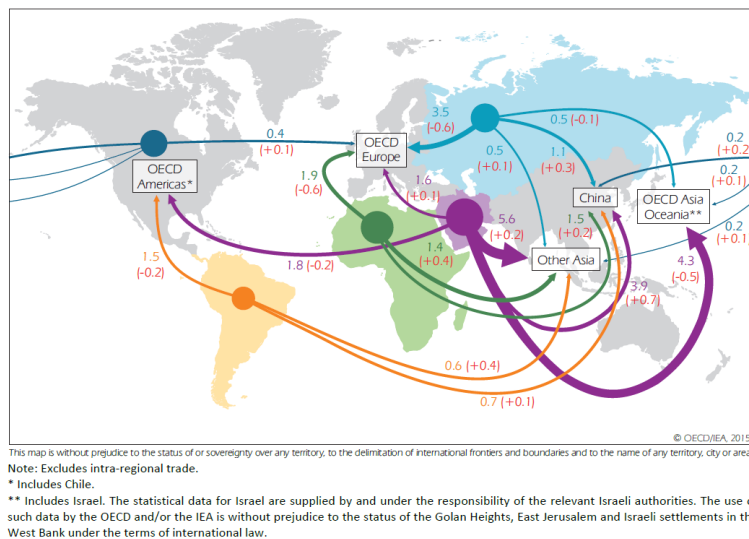 0.4
(+0.1)
OECD
Americas*
OECD
Europe
3.5
(-0.6)
0.5 (-0.1)
0.5
(+0.1)
1.1
(+0.3)
0.2
(+0.2
0.2
(+0.1)
1.9
(-0.6)
1.6
(+0.1)
China
OECD Asia
Oceania**
5.6
(+0.2)
1.5
(+0.2)
0.2
(+0.1)
1.4
(+0.4)
Other Asia
1.8 (-0.2)
1.5
(-0.2)
4.3
(-0.5)
3.9
(+0.7)
0.6 (+0.4)
0.7 (+0.1)
© OECD/IEA, 2015
This map is without prejudice to the status of or sovereignty over any territory, to the delimitation of international frontiers and boundaries and to the name of any territory, city or area
Note: Excludes intra-regional trade.
* Includes Chile.
** Includes Israel. The statistical data for Israel are supplied by and under the responsibility of the relevant Israeli authorities. The use
such data by the OECD and/or the IEA is without prejudice to the status of the Golan Heights, East Jerusalem and Israeli settlements in
West Bank under the terms of international law.